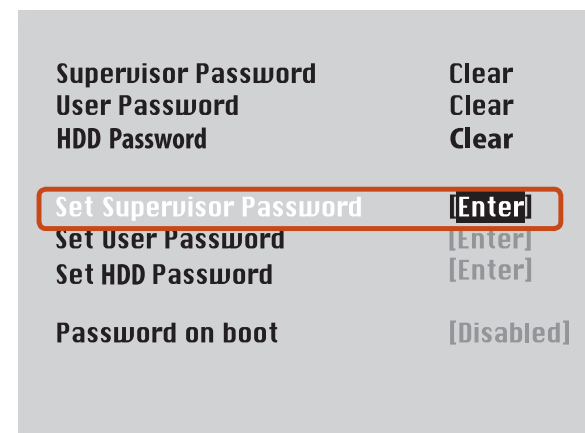 Supervisor Password Clear
User Password Clear
HDD Password Clear
Set Supervisor Password [Enter]
Set User Password [Enter]
Set HDD Password [Enter]
Password on boot [Disabled]